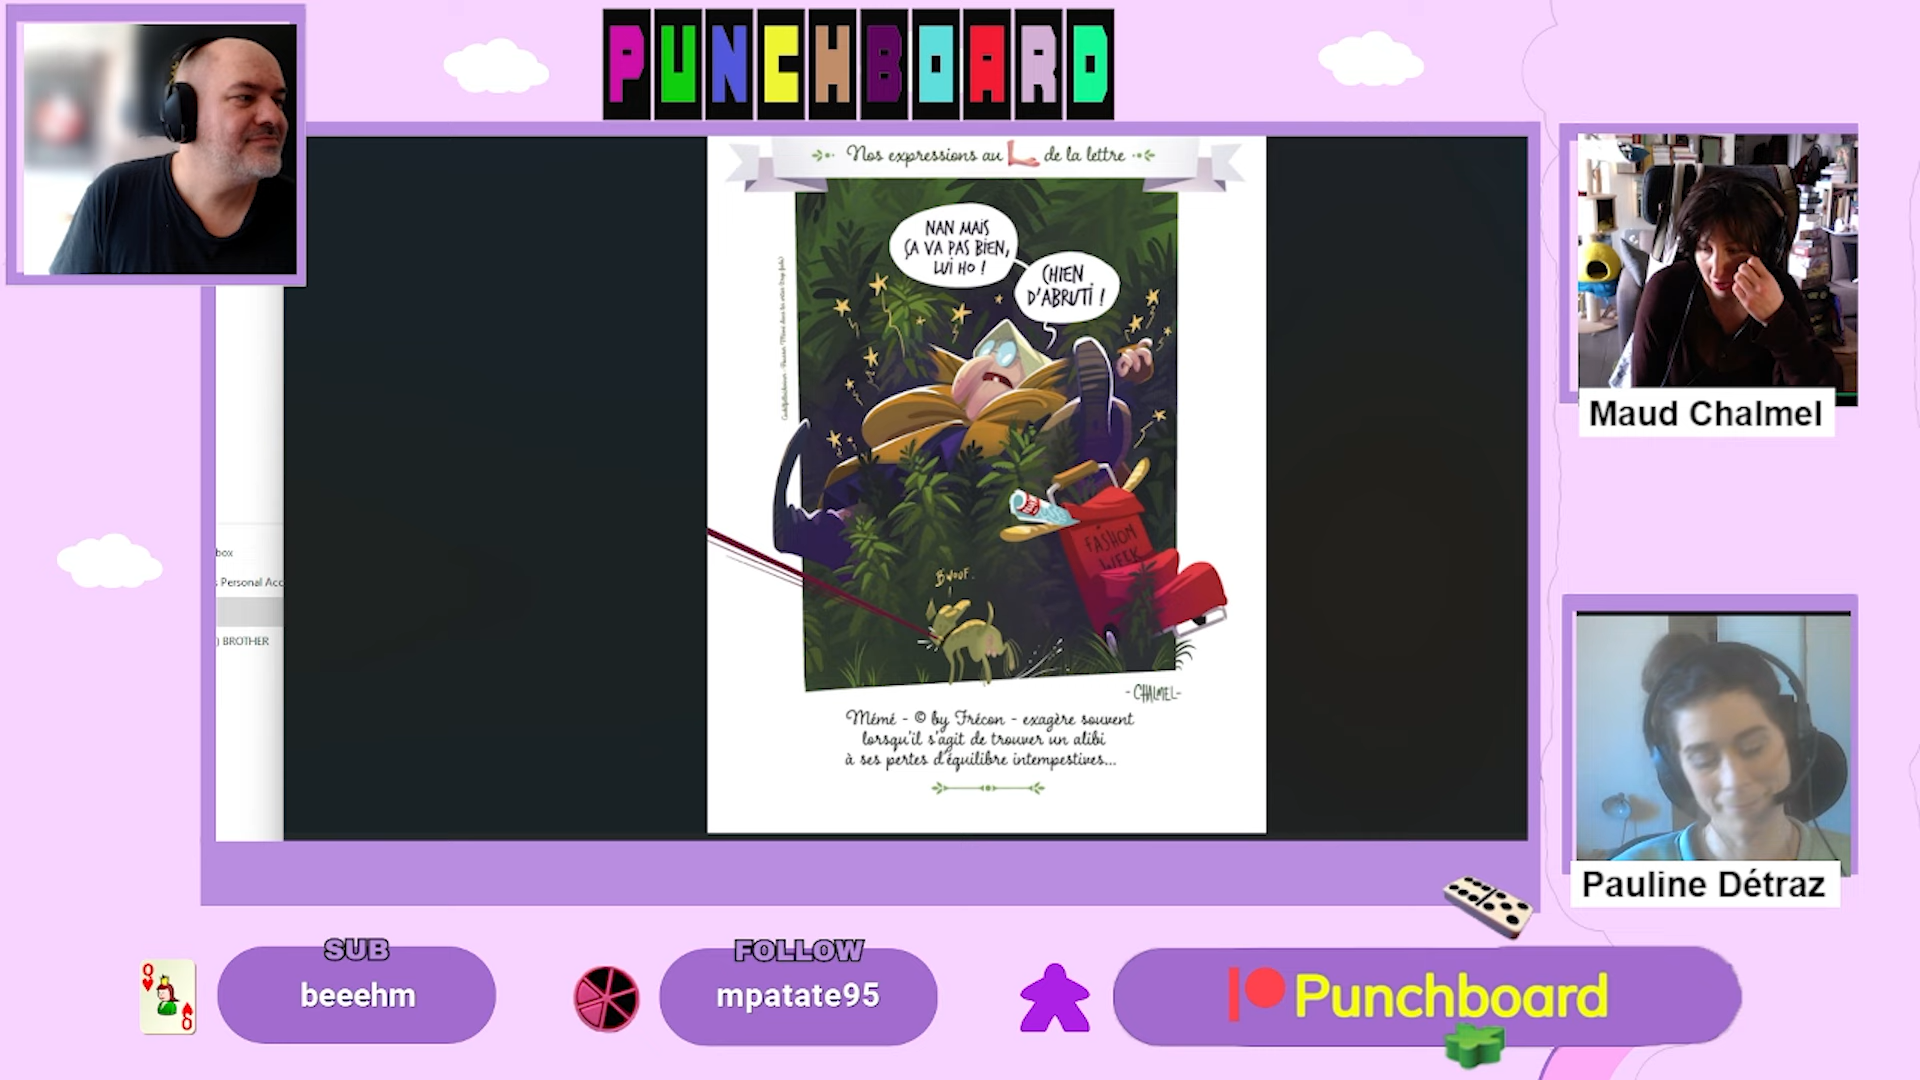 PUNCHBOARD
Nos expressions au de la lettre
NAN MAIS
ÇA VA PAS BIEN,
LUI HO !
CHIEN
D'ABRUTI !
FASHON
WEEK
BWOOF.
-CHALMEL-
Mémé - © by Frécon - exagère souvent
lorsqu'il s'agit de trouver un alibi
à ses pertes d'équilibre intempestives...
box
Personal Acc
) BROTHER
Maud Chalmel
Pauline Détraz
SUB
beeehm
FOLLOW
mpatate95
Punchboard
Q
Q